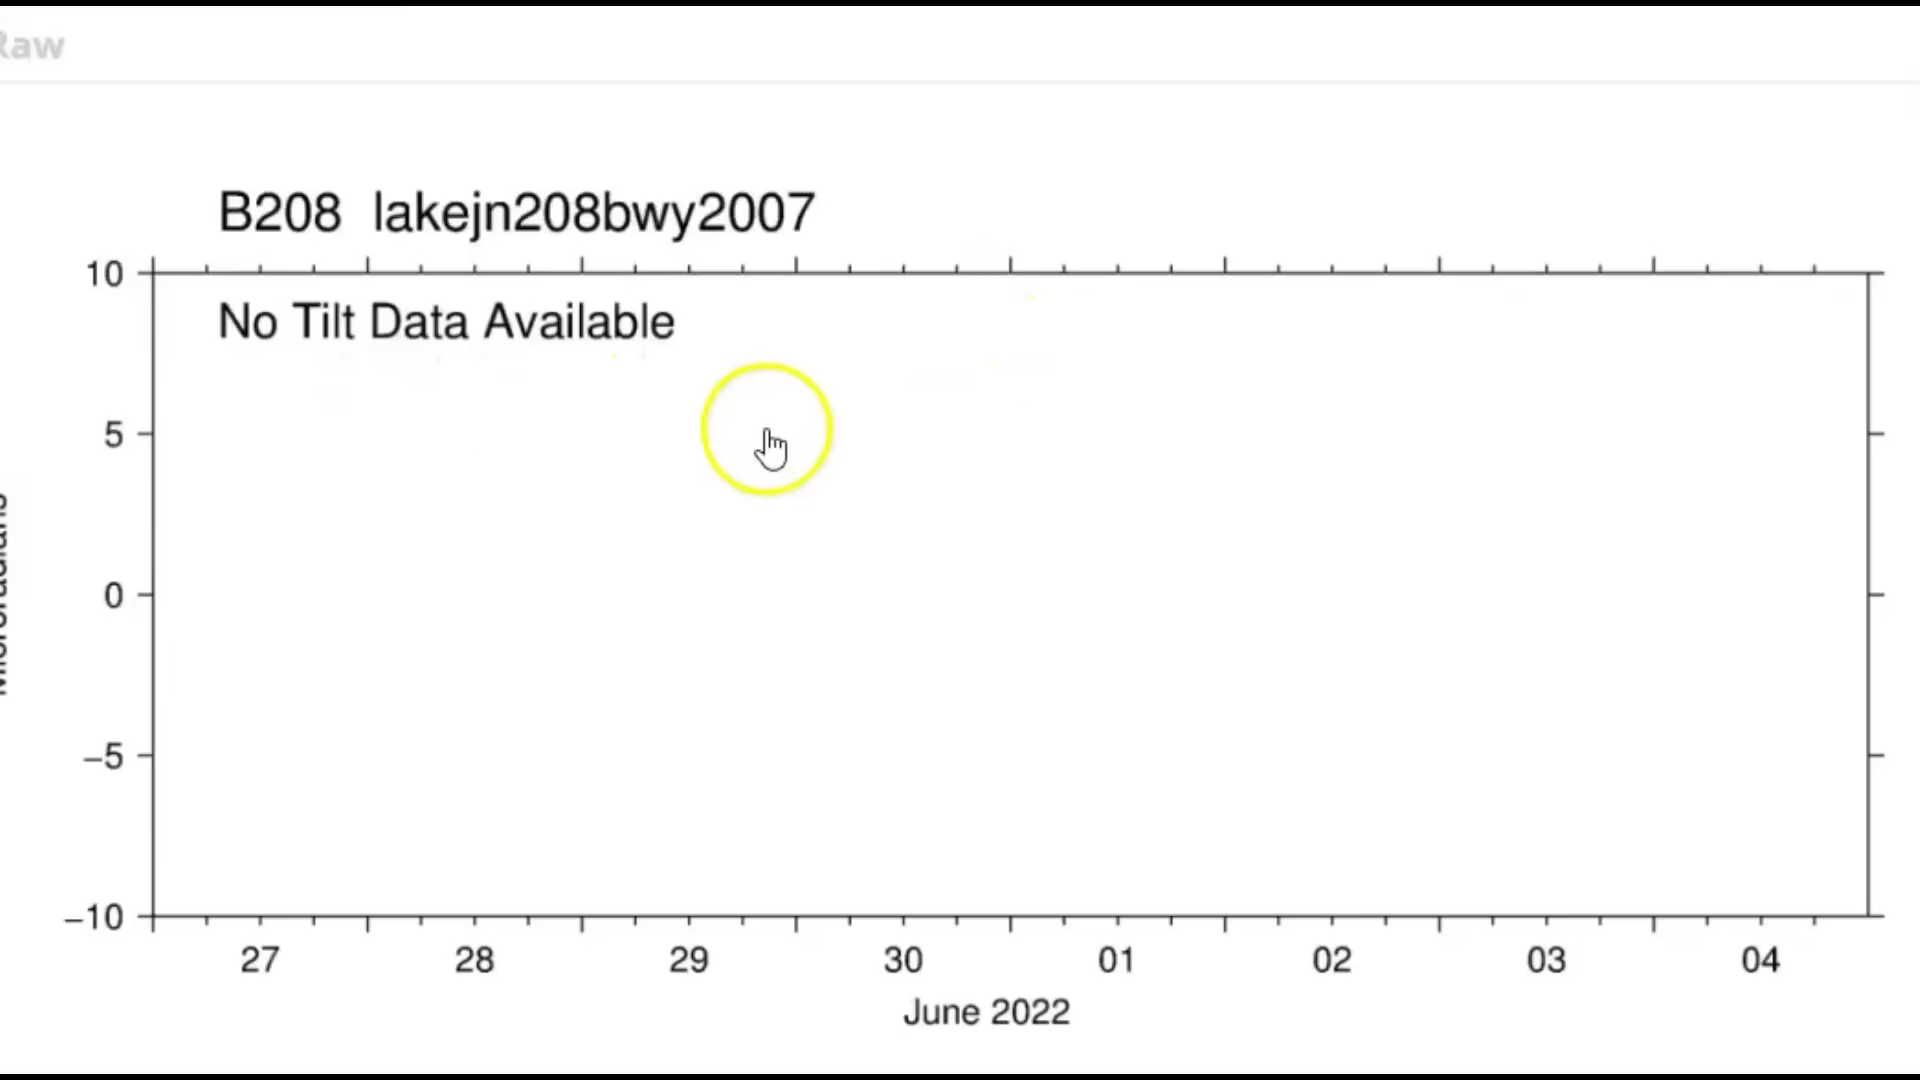 Raw
B208 lakejn208bwy2007
10
No Tilt Data Available
5
0
−5
−10
27 28 29 30 01 02 03 04
June 2022